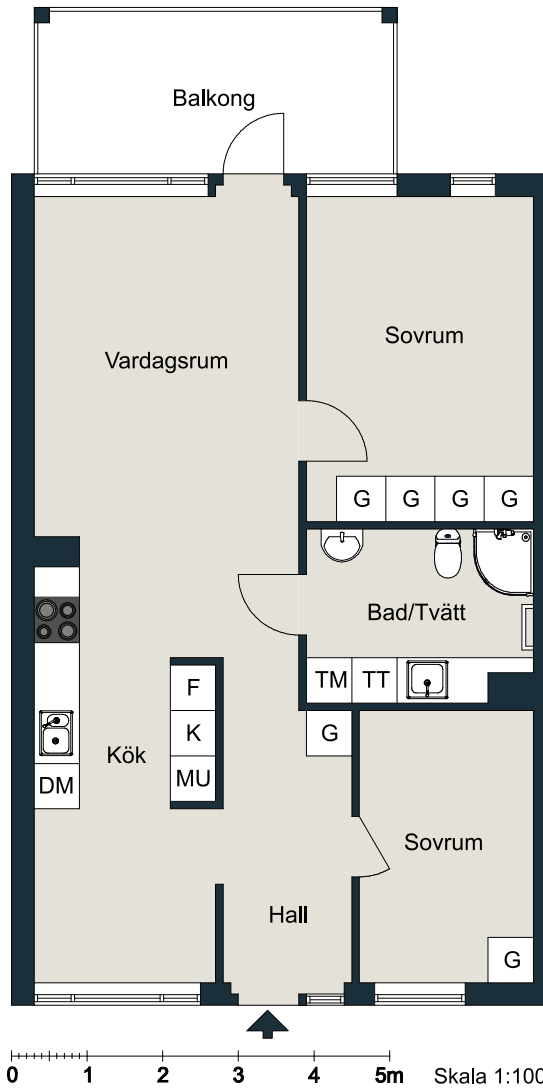 Balkong
Vardagsrum
Sovrum
G G G G
Bad/Tvätt
TM TT
F
K
MU
G
Kök
DM
Sovrum
Hall
G
0 1 2 3 4 5m
Skala 1:100